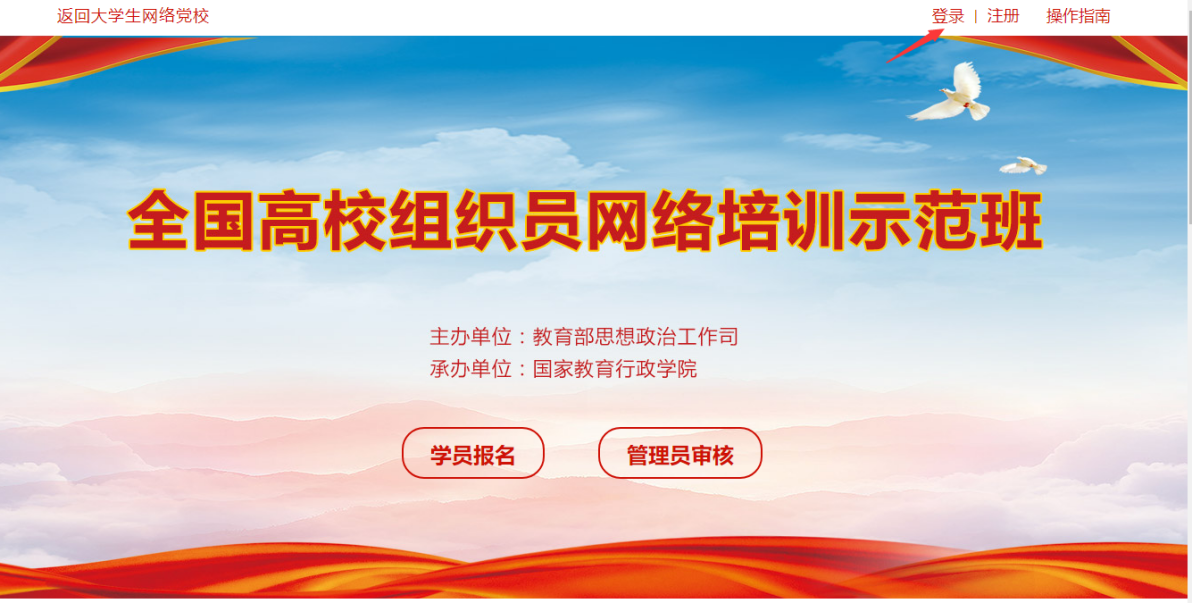 返回大学生网络党校
登录 | 注册 操作指南
全国高校组织员网络培训示范班
主办单位：教育部思想政治工作司
承办单位：国家教育行政学院
学员报名 管理员审核